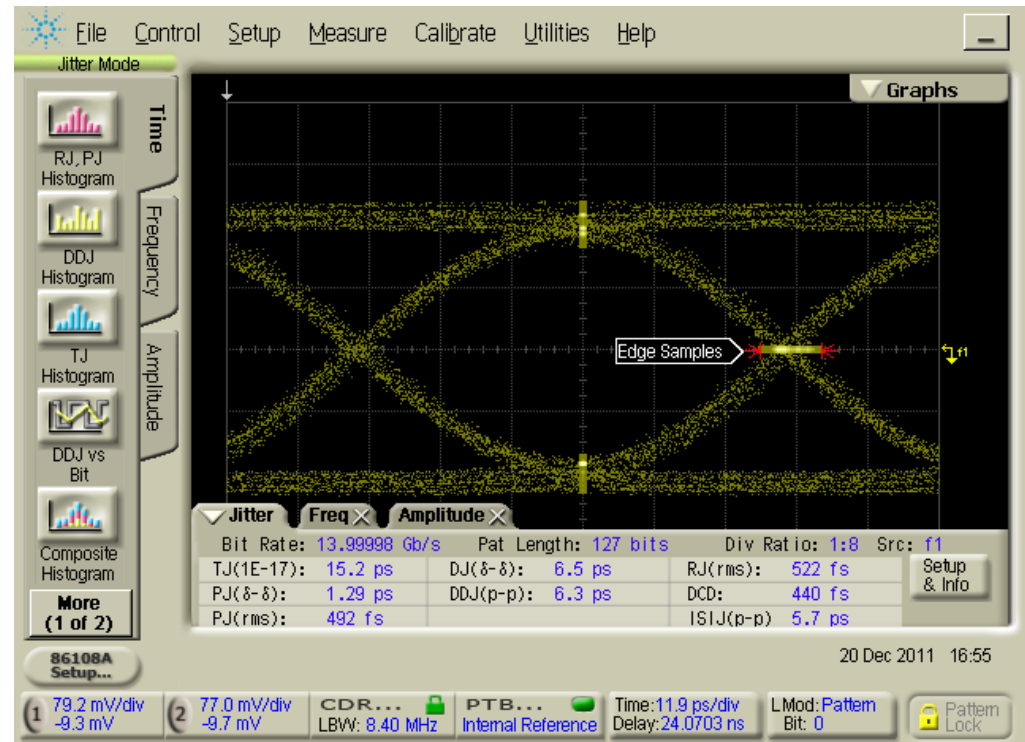 File Control Setup Measure Calibrate Utilities Help
Jitter Mode
Graphs
RJ, PJ
Histogram
DDJ
Histogram
TJ
Histogram
DDJ vs
Bit
Composite
Histogram
More
(1 of 2)
Time
Frequency
Amplitude
Edge Samples
f1
Jitter Freq Amplitude
Bit Rate: 13.99998 Gb/s Pat Length: 127 bits Div Ratio: 1:8 Src: f1
TJ(1E-17): 15.2 ps DJ(δ-δ): 6.5 ps RJ(rms): 522 fs
PJ(δ-δ): 1.29 ps DDJ(p-p): 6.3 ps DCD: 440 fs
PJ(rms): 492 fs ISIJ(p-p) 5.7 ps
Setup
& Info
86108A
Setup...
20 Dec 2011 16:55
1 79.2 mV/div
-9.3 mV
2 77.0 mV/div
-9.7 mV
CDR...
LBW: 8.40 MHz
PTB...
Internal Reference
Time:11.9 ps/div
Delay:24.0703 ns
LMod: Pattern
Bit: 0
Pattern
Lock